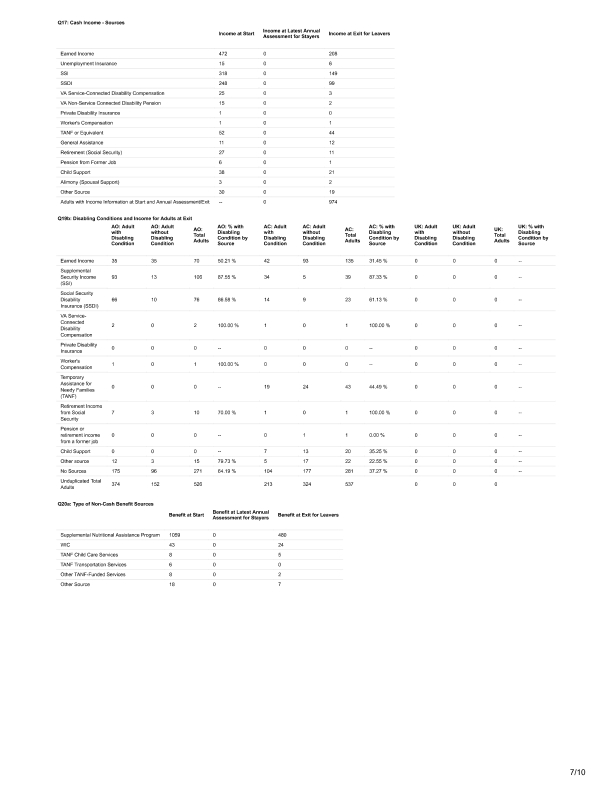 Q17: Cash Income - Sources
Income at Start Income at Latest Annual Assessment for Stayers Income at Exit for Leavers
Earned Income 472 0 208
Unemployment Insurance 10 0 6
SSI 318 0 149
SSDI 248 0 99
VA Service-Connected Disability Compensation 25 0 3
VA Non-Service Connected Disability Pension 15 0 2
Private Disability Insurance 1 0 0
Worker's Compensation 1 0 1
TANF or Equivalent 52 0 44
General Assistance 11 0 12
Retirement (Social Security) 27 0 11
Pension from Former Job 6 0 1
Child Support 38 0 21
Alimony (Spousal Support) 3 0 2
Other Source 30 0 19
Adults with Income Information at Start and Annual Assessment/Exit -- 0 974
Q19b: Disabling Conditions and Income for Adults at Exit
AO: Adult with Disabling Condition AO: Adult without Disabling Condition AO: Total Adults AO: % with Disabling Condition by Source AC: Adult with Disabling Condition AC: Adult without Disabling Condition AC: Total Adults AC: % with Disabling Condition by Source UK: Adult with Disabling Condition UK: Adult without Disabling Condition UK: Total Adults UK: % with Disabling Condition by Source
Earned Income 35 35 70 50.21 % 42 93 135 31.45 % 0 0 0 --
Supplemental Security Income (SSI) 93 13 106 87.55 % 34 5 39 87.33 % 0 0 0 --
Social Security Disability Insurance (SSDI) 66 10 76 86.58 % 14 9 23 61.13 % 0 0 0 --
VA Service-Connected Disability Compensation 2 0 2 100.00 % 1 0 1 100.00 % 0 0 0 --
Private Disability Insurance 0 0 0 -- 0 0 0 -- 0 0 0 --
Worker's Compensation 1 0 1 100.00 % 0 0 0 -- 0 0 0 --
Temporary Assistance for Needy Families (TANF) 0 0 0 -- 19 24 43 44.49 % 0 0 0 --
Retirement Income from Social Security 7 3 10 70.00 % 1 0 1 100.00 % 0 0 0 --
Pension or retirement income from a former job 0 0 0 -- 0 1 1 0.00 % 0 0 0 --
Child Support 0 0 0 -- 7 13 20 35.25 % 0 0 0 --
Other source 12 3 15 79.73 % 5 17 22 22.55 % 0 0 0 --
No Sources 175 96 271 64.19 % 104 177 281 37.27 % 0 0 0 --
Unduplicated Total Adults 374 152 526 213 324 537 0 0 0
Q20a: Type of Non-Cash Benefit Sources
Benefit at Start Benefit at Latest Annual Assessment for Stayers Benefit at Exit for Leavers
Supplemental Nutritional Assistance Program 1059 0 480
WIC 43 0 24
TANF Child Care Services 8 0 5
TANF Transportation Services 6 0 0
Other TANF-Funded Services 8 0 2
Other Source 18 0 7
7/10